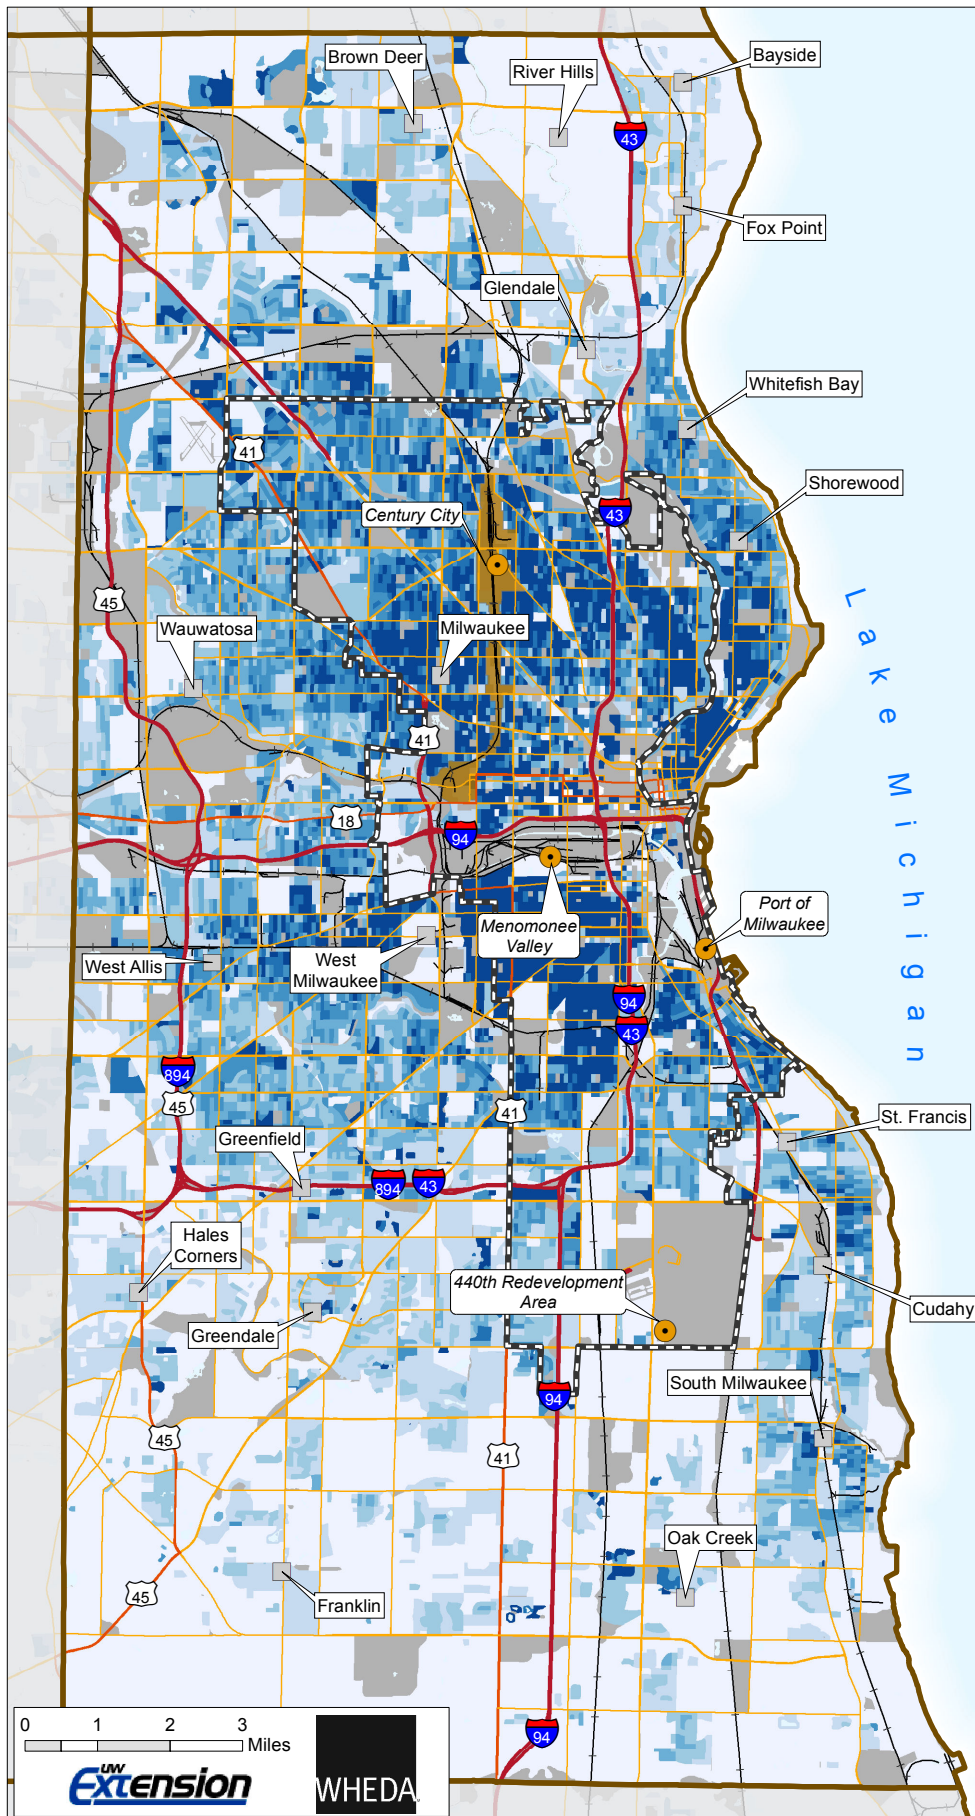 Brown Deer
River Hills
Bayside
43
Fox Point
Glendale
Whitefish Bay
41
Shorewood
Century City
43
45
Wauwatosa
Milwaukee
41
Lake Michigan
18
94
Port of
Milwaukee
Menomonee
Valley
West Allis
West
Milwaukee
94
43
894
45
41
St. Francis
Greenfield
894
43
Hales
Corners
440th Redevelopment
Area
Cudahy
Greendale
South Milwaukee
94
45
41
Oak Creek
45
Franklin
0 1 2 3
Miles
94
UW
Extension
WHEDA